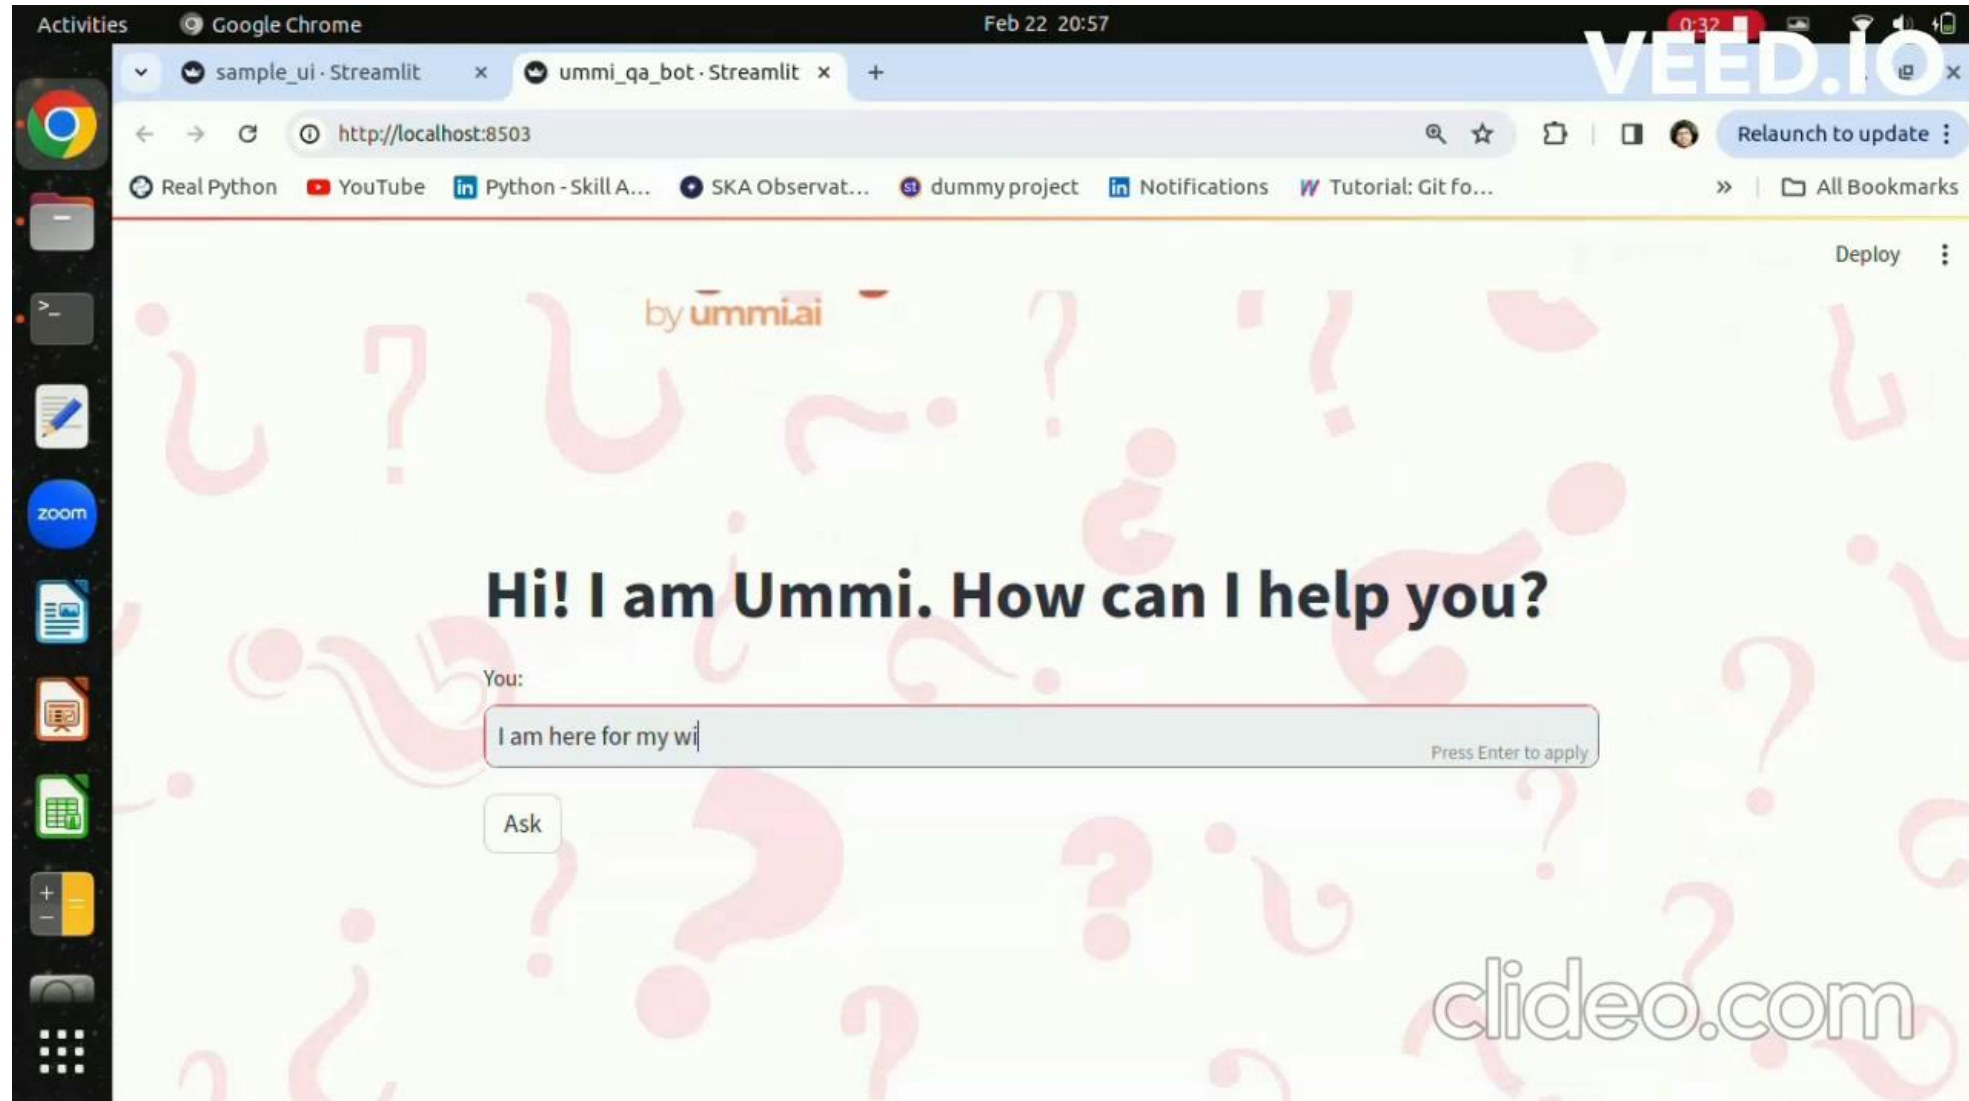 Activities Google Chrome Feb 22 20:57 0:32
VEED.IO
sample_ui · Streamlit × ummi_qa_bot · Streamlit × +
http://localhost:8503 Relaunch to update
Real Python YouTube Python - Skill A... SKA Observat... dummy project Notifications Tutorial: Git fo... » All Bookmarks
Deploy
by ummi.ai
zoom
Hi! I am Ummi. How can I help you?
You:
I am here for my wi
Press Enter to apply
Ask
clideo.com